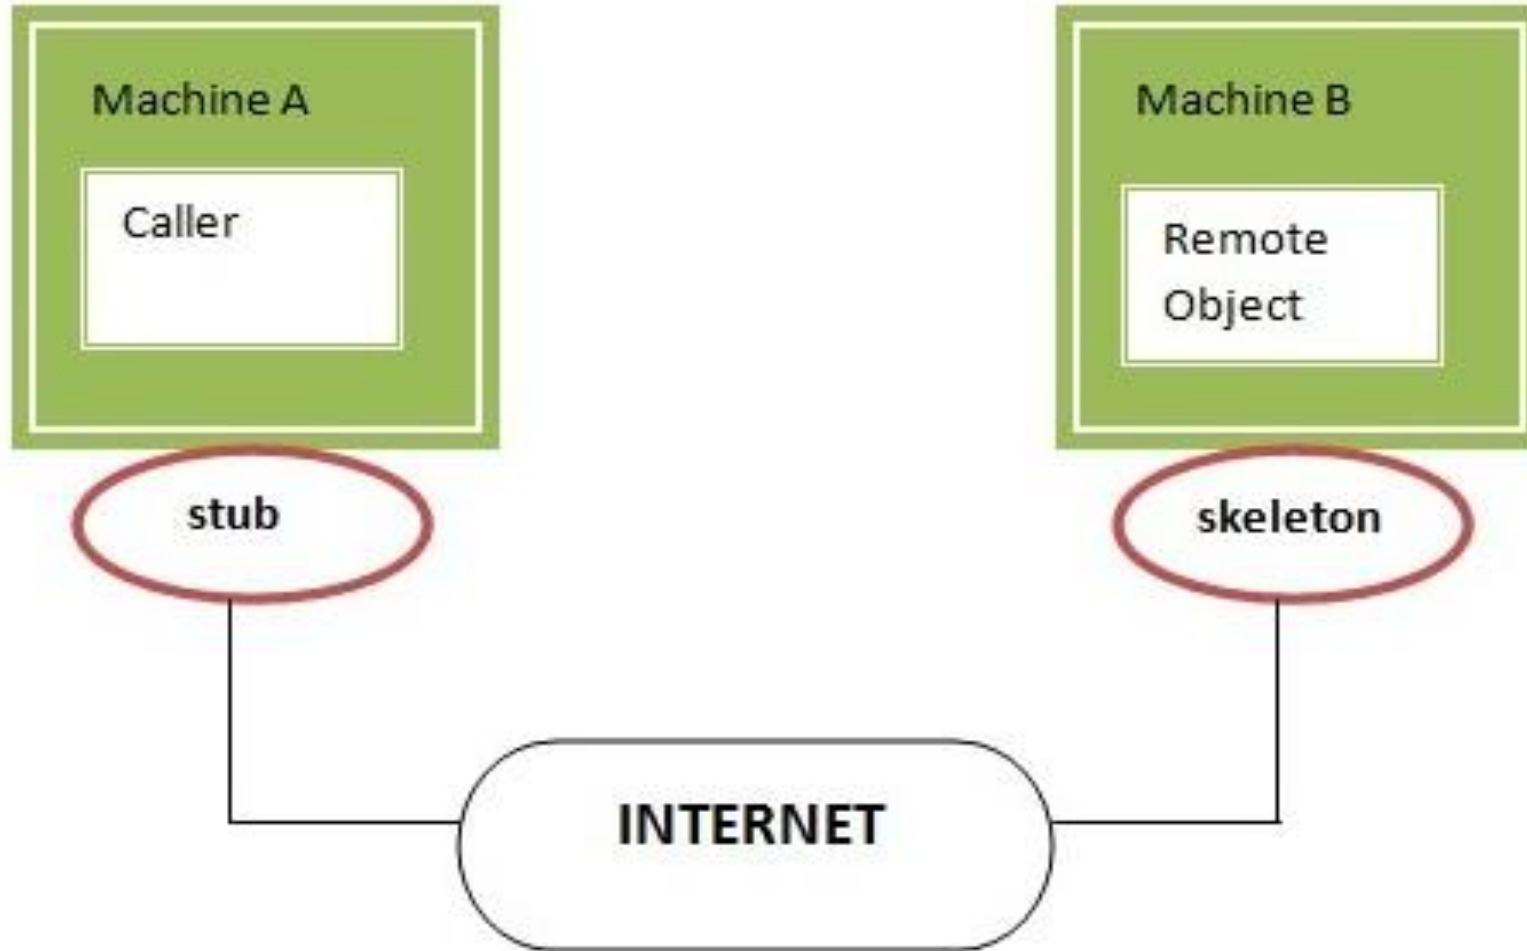 Machine A
Caller
stub
Machine B
Remote
Object
skeleton
INTERNET